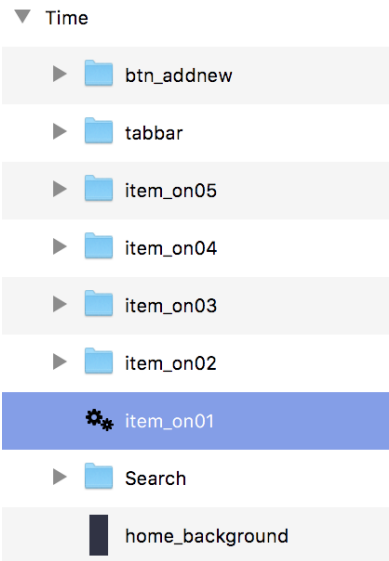 Time
btn_addnew
tabbar
item_on05
item_on04
item_on03
item_on02
item_on01
Search
home_background